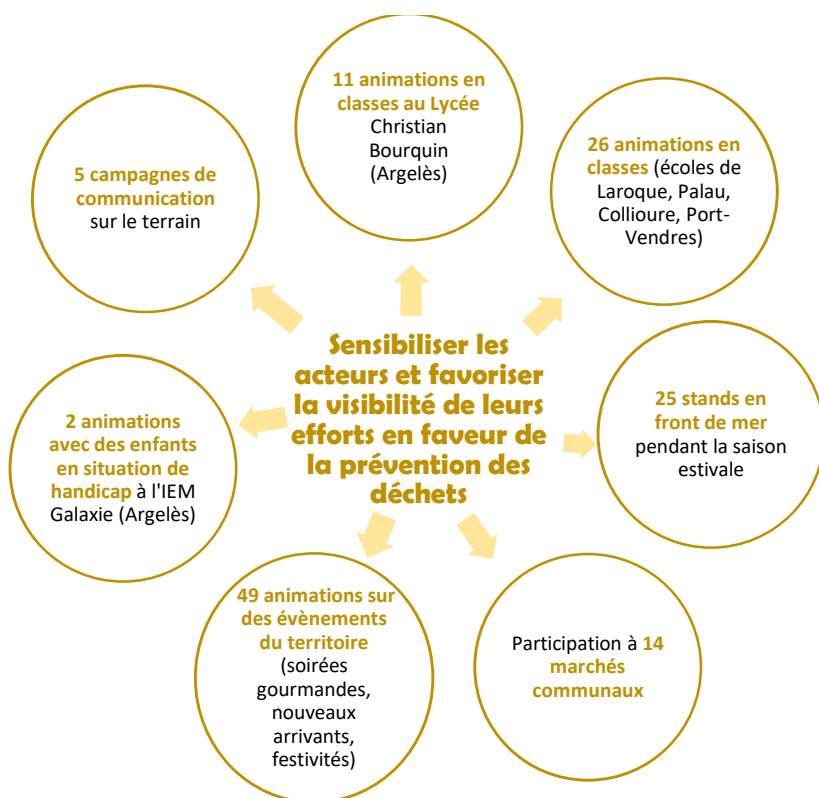 11 animations en
classes au Lycée
Christian
Bourquin
(Argelès)
26 animations en
classes (écoles de
Laroque, Palau,
Collioure, Port-
Vendres)
5 campagnes de
communication
sur le terrain
Sensibiliser les
acteurs et favoriser
la visibilité de leurs
efforts en faveur de
la prévention des
déchets
25 stands en
front de mer
pendant la saison
estivale
2 animations
avec des enfants
en situation de
handicap à l'IEM
Galaxie (Argelès)
49 animations sur
des évènements
du territoire
(soirées
gourmandes,
nouveaux
arrivants,
festivités)
Participation à 14
marchés
communaux